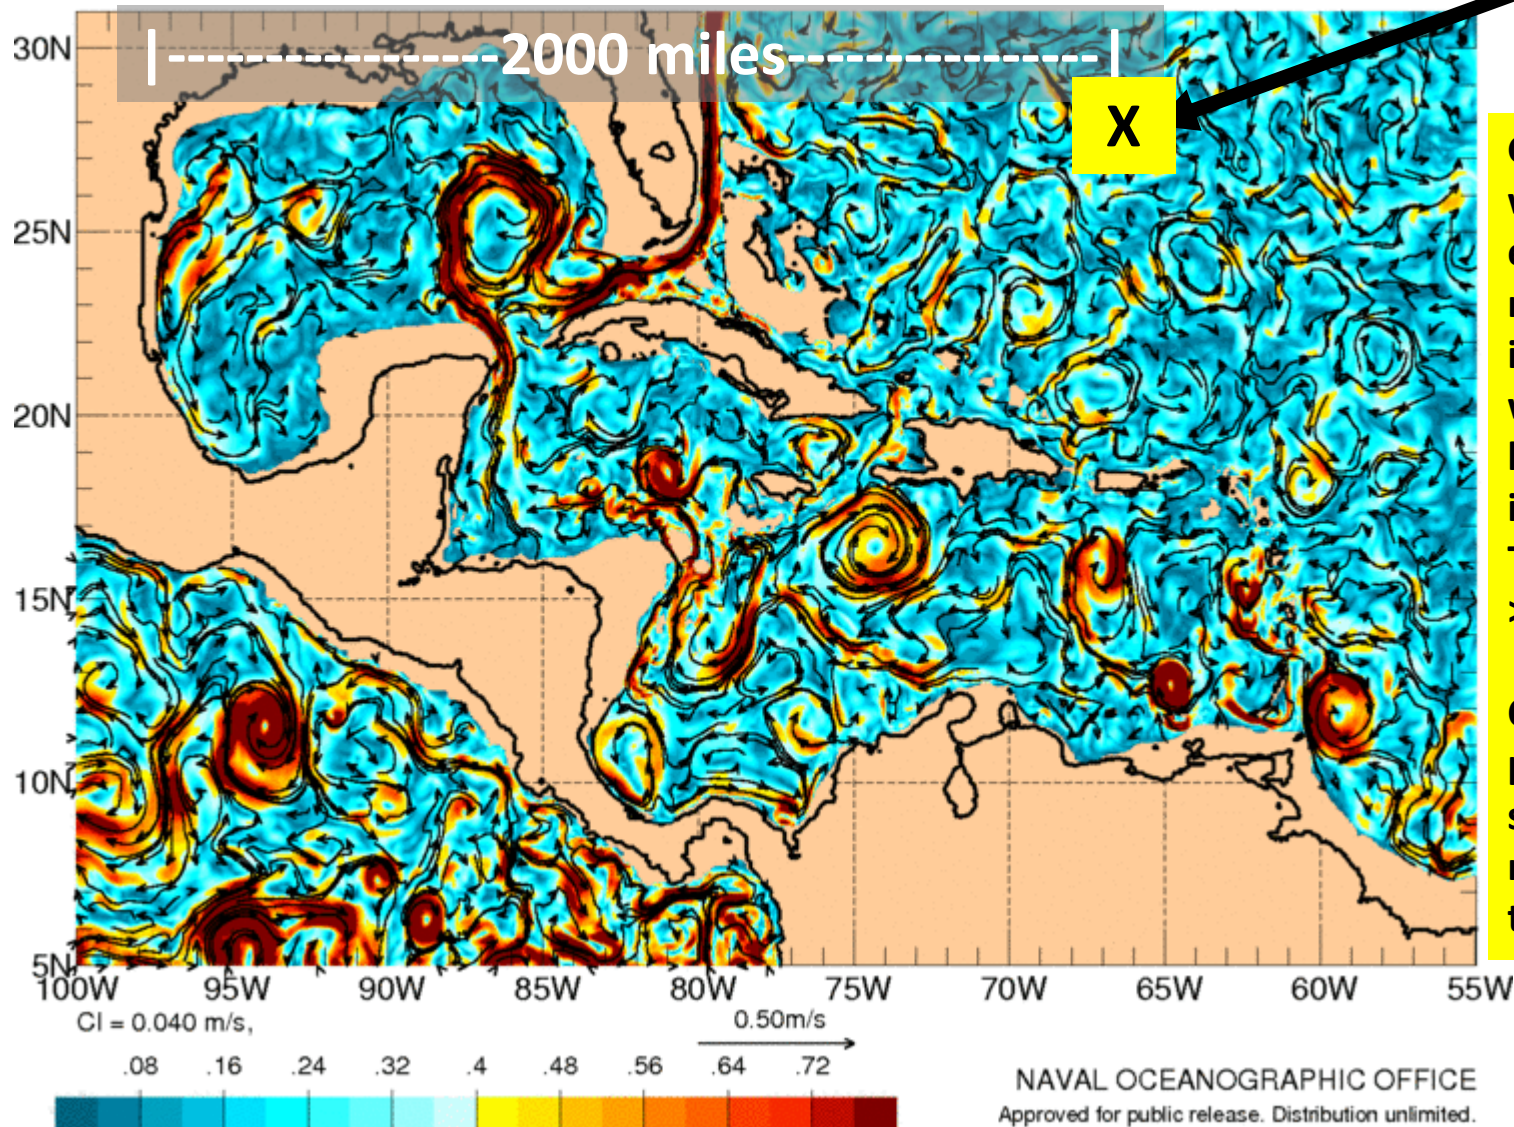 |----------------2000 miles----------------|
30N
X
25N
20N
15N
10N
5N
100W 95W 90W 85W 80W 75W 70W 65W 60W 55W
CI = 0.040 m/s,
0.50m/s
.08 .16 .24 .32 .4 .48 .56 .64 .72
NAVAL OCEANOGRAPHIC OFFICE
Approved for public release. Distribution unlimited.